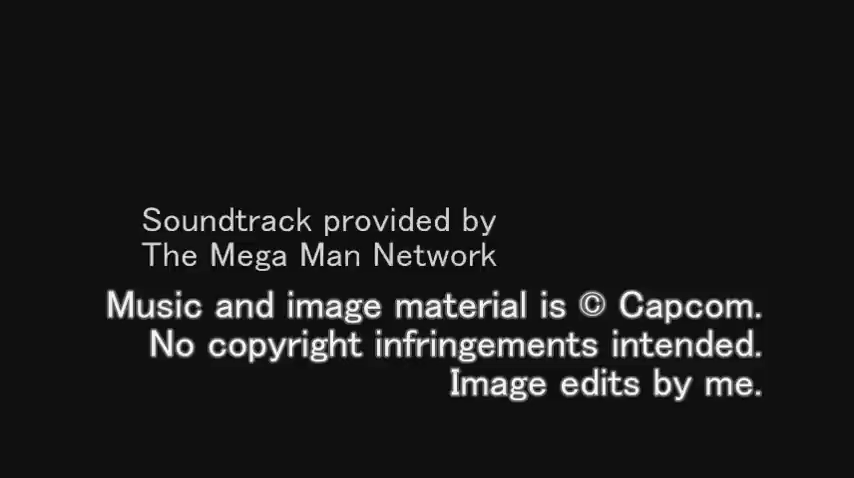 Soundtrack provided by
The Mega Man Network
Music and image material is © Capcom.
No copyright infringements intended.
Image edits by me.